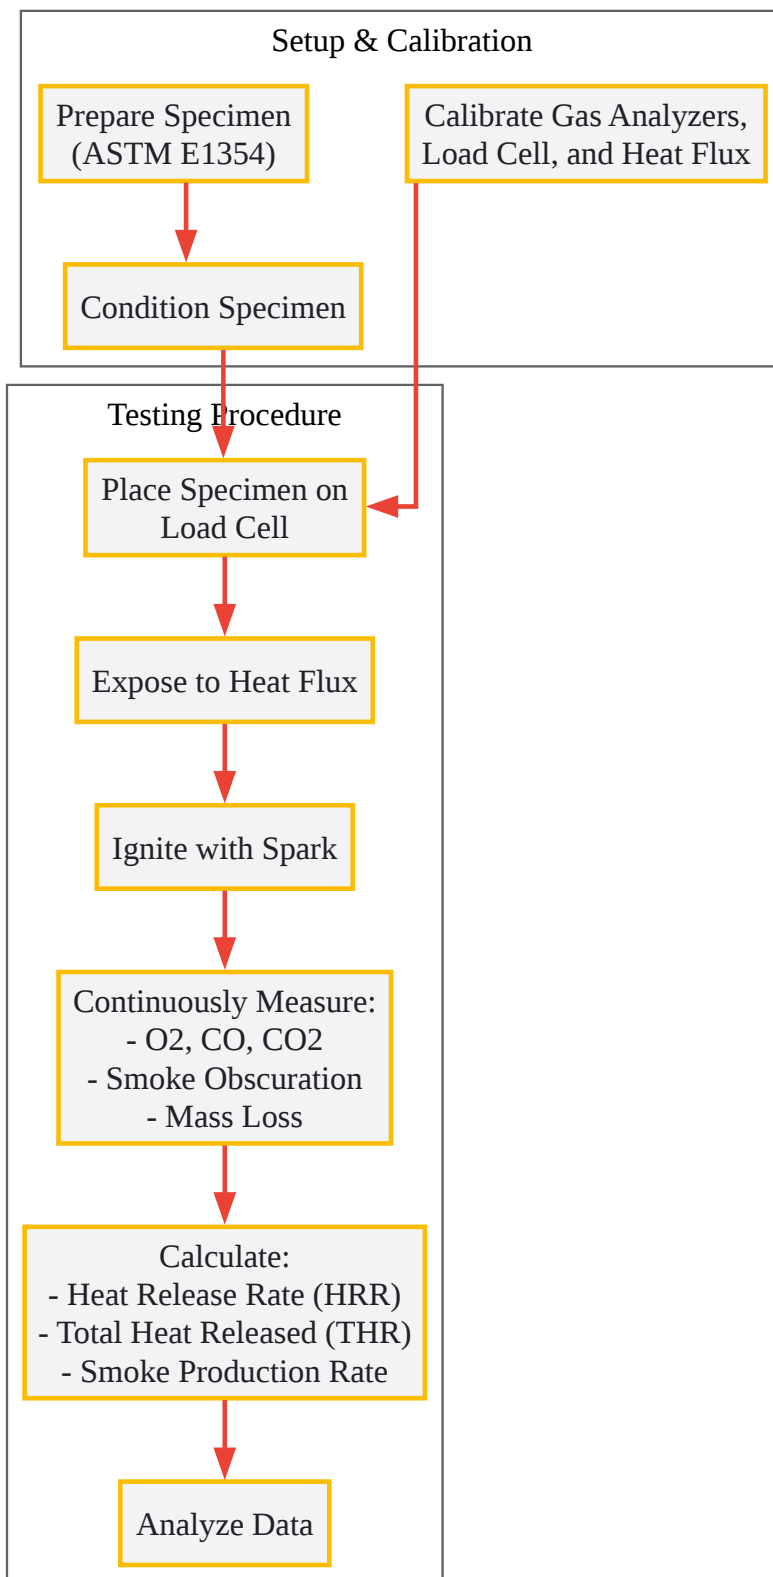 Setup & Calibration
Prepare Specimen
(ASTM E1354)
Calibrate Gas Analyzers,
Load Cell, and Heat Flux
Condition Specimen
Testing Procedure
Place Specimen on
Load Cell
Expose to Heat Flux
Ignite with Spark
Continuously Measure:
- O2, CO, CO2
- Smoke Obscuration
- Mass Loss
Calculate:
- Heat Release Rate (HRR)
- Total Heat Released (THR)
- Smoke Production Rate
Analyze Data